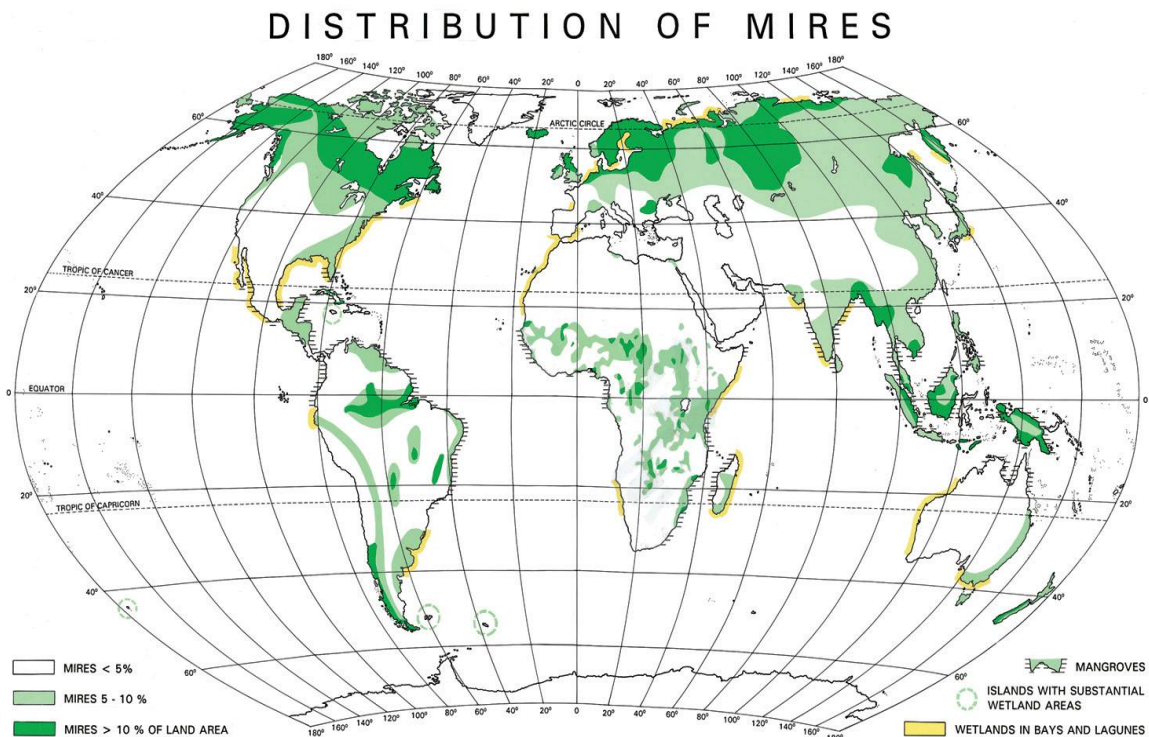 DISTRIBUTION OF MIRES
180° 160° 140° 120° 100° 80° 60° 40° 20° 0 20° 40° 60° 80° 100° 120° 140° 160° 180°
ARCTIC CIRCLE
60° 60°
40° 40°
TROPIC OF CANCER
20° 20°
EQUATOR
0 0
20° 20°
TROPIC OF CAPRICORN
40° 40°
60° 60°
MIRES < 5%
MIRES 5 - 10 %
MIRES > 10 % OF LAND AREA
180° 160° 140° 120° 100° 80° 60° 40° 20° 0 20° 40° 60° 80° 100° 120° 140° 160° 180°
MANGROVES
ISLANDS WITH SUBSTANTIAL
WETLAND AREAS
WETLANDS IN BAYS AND LAGUNES